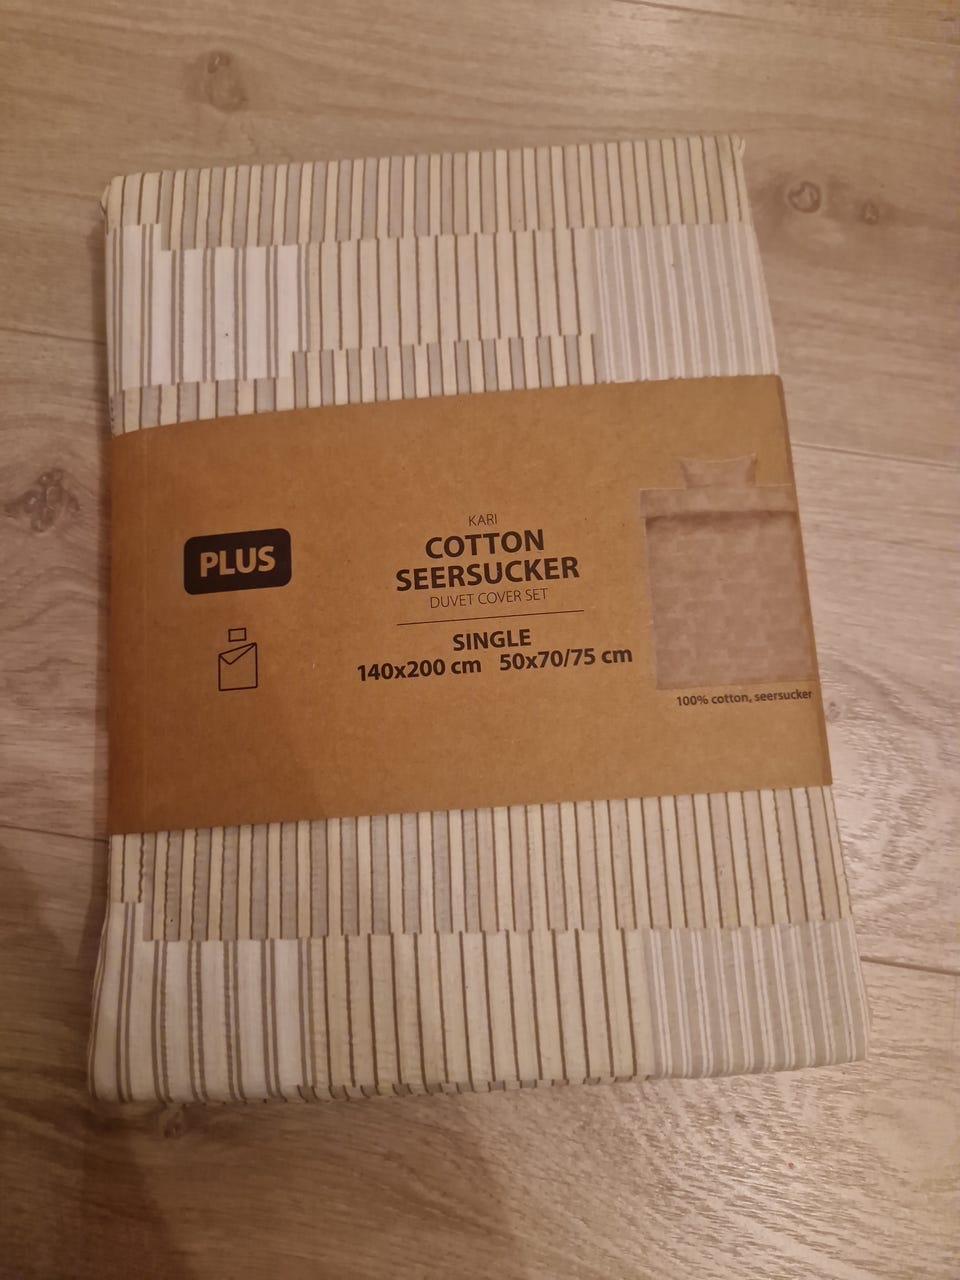 PLUS
KARI
COTTON
SEERSUCKER
DUVET COVER SET
SINGLE
140x200 cm 50x70/75 cm
100% cotton, seersucker